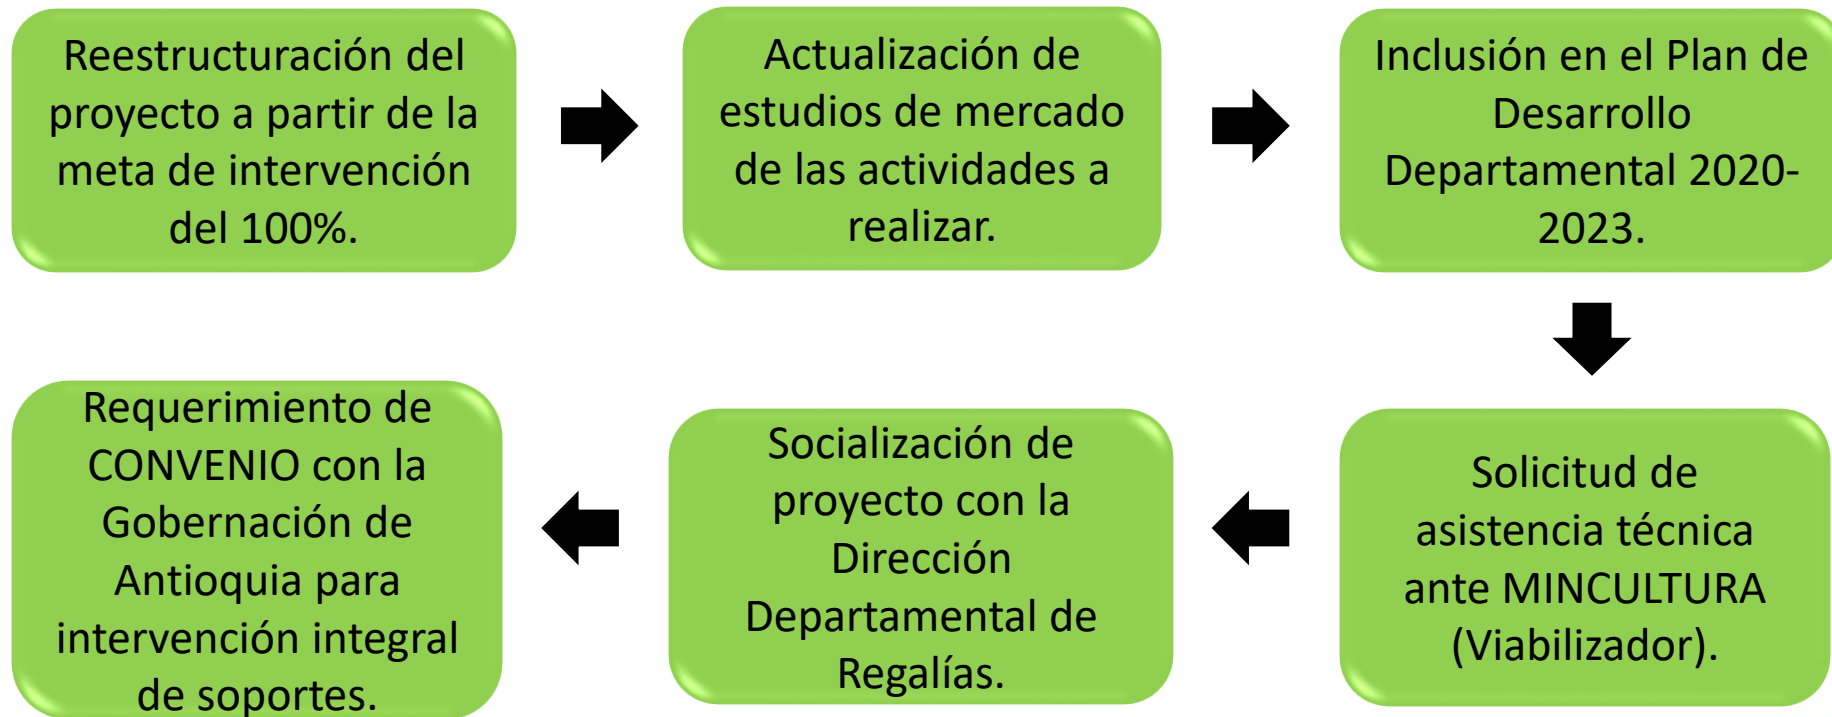 Reestructuración del
proyecto a partir de la
meta de intervención
del 100%.
Actualización de
estudios de mercado
de las actividades a
realizar.
Inclusión en el Plan de
Desarrollo
Departamental 2020-
2023.
Solicitud de
asistencia técnica
ante MINCULTURA
(Viabilizador).
Socialización de
proyecto con la
Dirección
Departamental de
Regalías.
Requerimiento de
CONVENIO con la
Gobernación de
Antioquia para
intervención integral
de soportes.